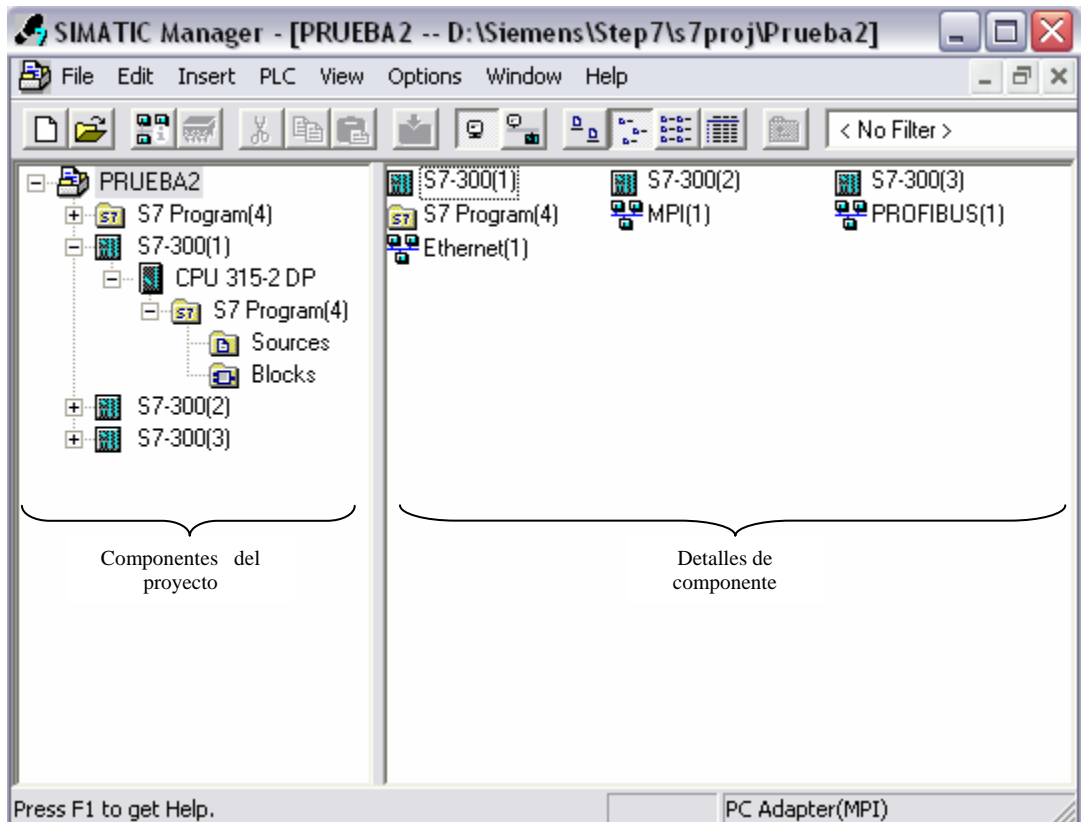 SIMATIC Manager - [PRUEBA2 -- D:\Siemens\Step7\s7proj\Prueba2]
File Edit Insert PLC View Options Window Help
< No Filter >
PRUEBA2
S7 Program(4)
S7-300(1)
CPU 315-2 DP
S7 Program(4)
Sources
Blocks
S7-300(2)
S7-300(3)
S7-300(1) S7-300(2) S7-300(3)
S7 Program(4) MPI(1) PROFIBUS(1)
Ethernet(1)
Componentes del
proyecto
Detalles de
componente
Press F1 to get Help. PC Adapter(MPI)